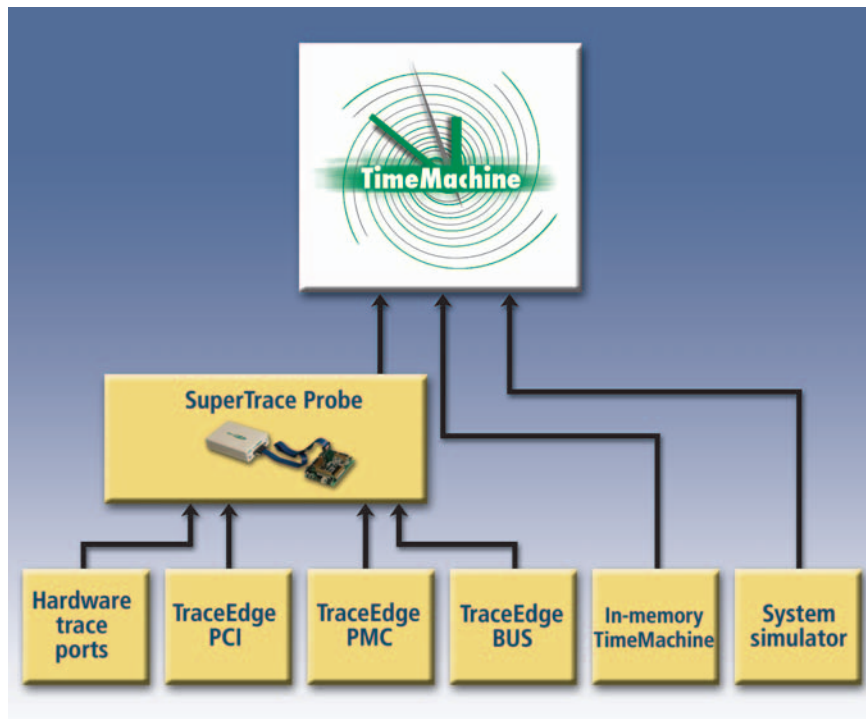 TimeMachine
SuperTrace Probe
Hardware
trace
ports
TraceEdge
PCI
TraceEdge
PMC
TraceEdge
BUS
In-memory
TimeMachine
System
simulator